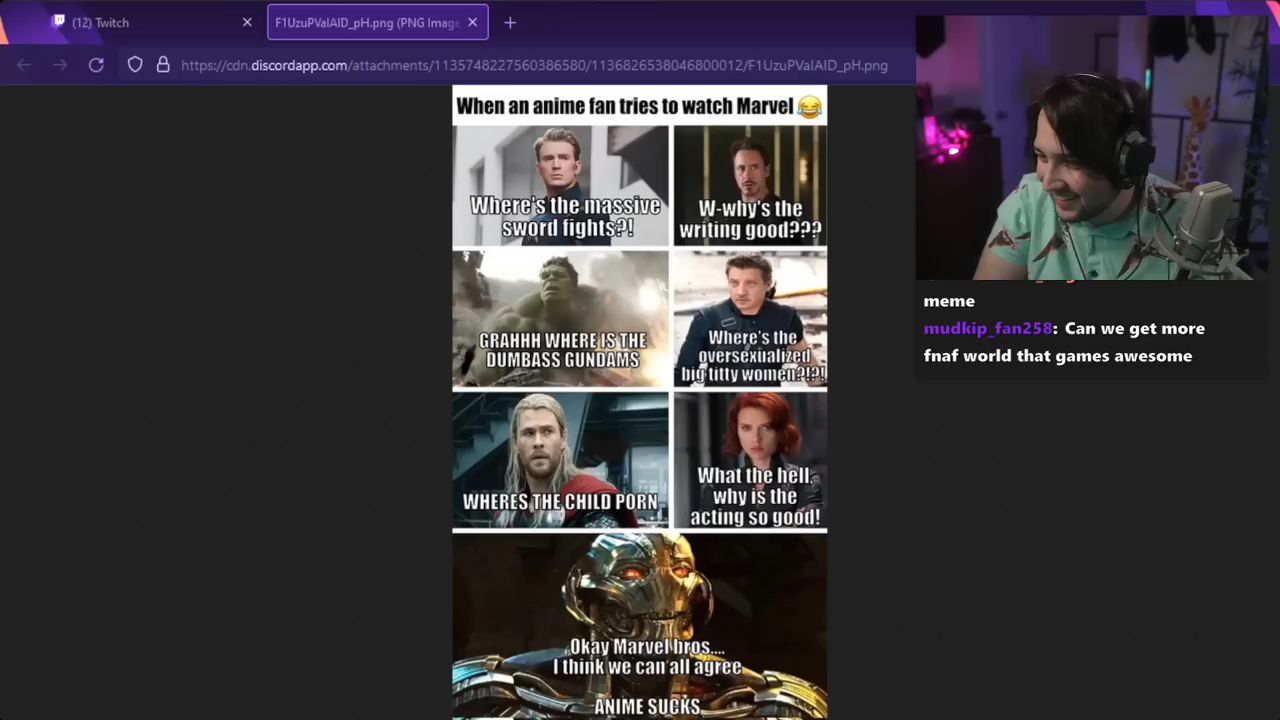 (12) Twitch
F1UzuPValAID_pH.png (PNG Image
https://cdn.discordapp.com/attachments/1135748227560386580/1136826538046800012/F1UzuPValAID_pH.png
When an anime fan tries to watch Marvel 😂
Where's the massive
sword fights?!
W-why's the
writing good???
GRAHHH WHERE IS THE
DUMBASS GUNDAMS
Where's the
oversexualized
big titty women?!?!
WHERES THE CHILD PORN
What the hell,
why is the
acting so good!
Okay Marvel bros....
I think we can all agree
ANIME SUCKS
meme
mudkip_fan258: Can we get more
fnaf world that games awesome